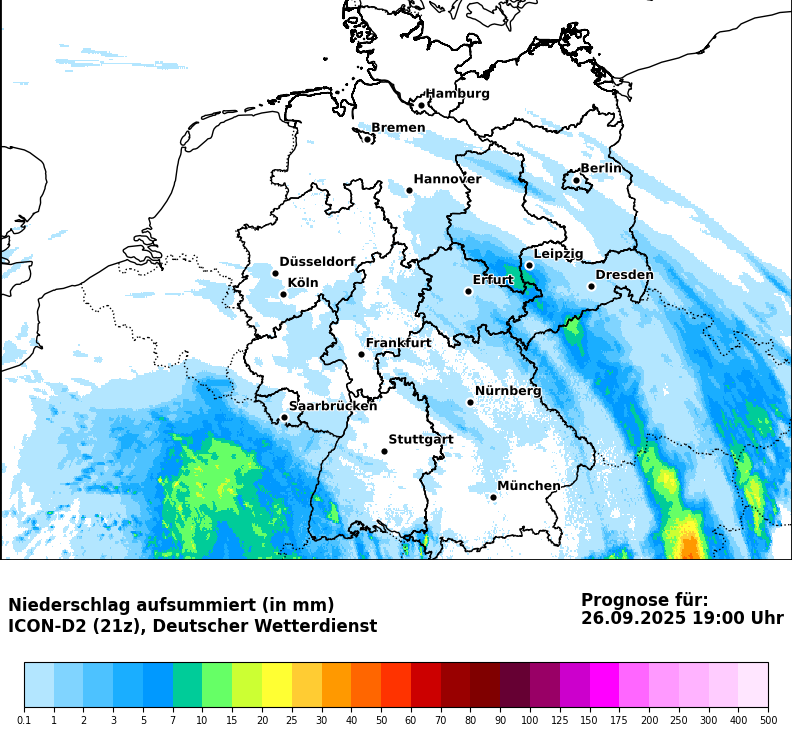 Hamburg
Bremen
Berlin
Hannover
Leipzig
Düsseldorf
Dresden
Köln
Erfurt
Frankfurt
Nürnberg
Saarbrücken
Stuttgart
München
Niederschlag aufsummiert (in mm)
ICON-D2 (21z), Deutscher Wetterdienst
Prognose für:
26.09.2025 19:00 Uhr
0.1 1 2 3 5 7 10 15 20 25 30 40 50 60 70 80 90 100 125 150 175 200 250 300 400 500